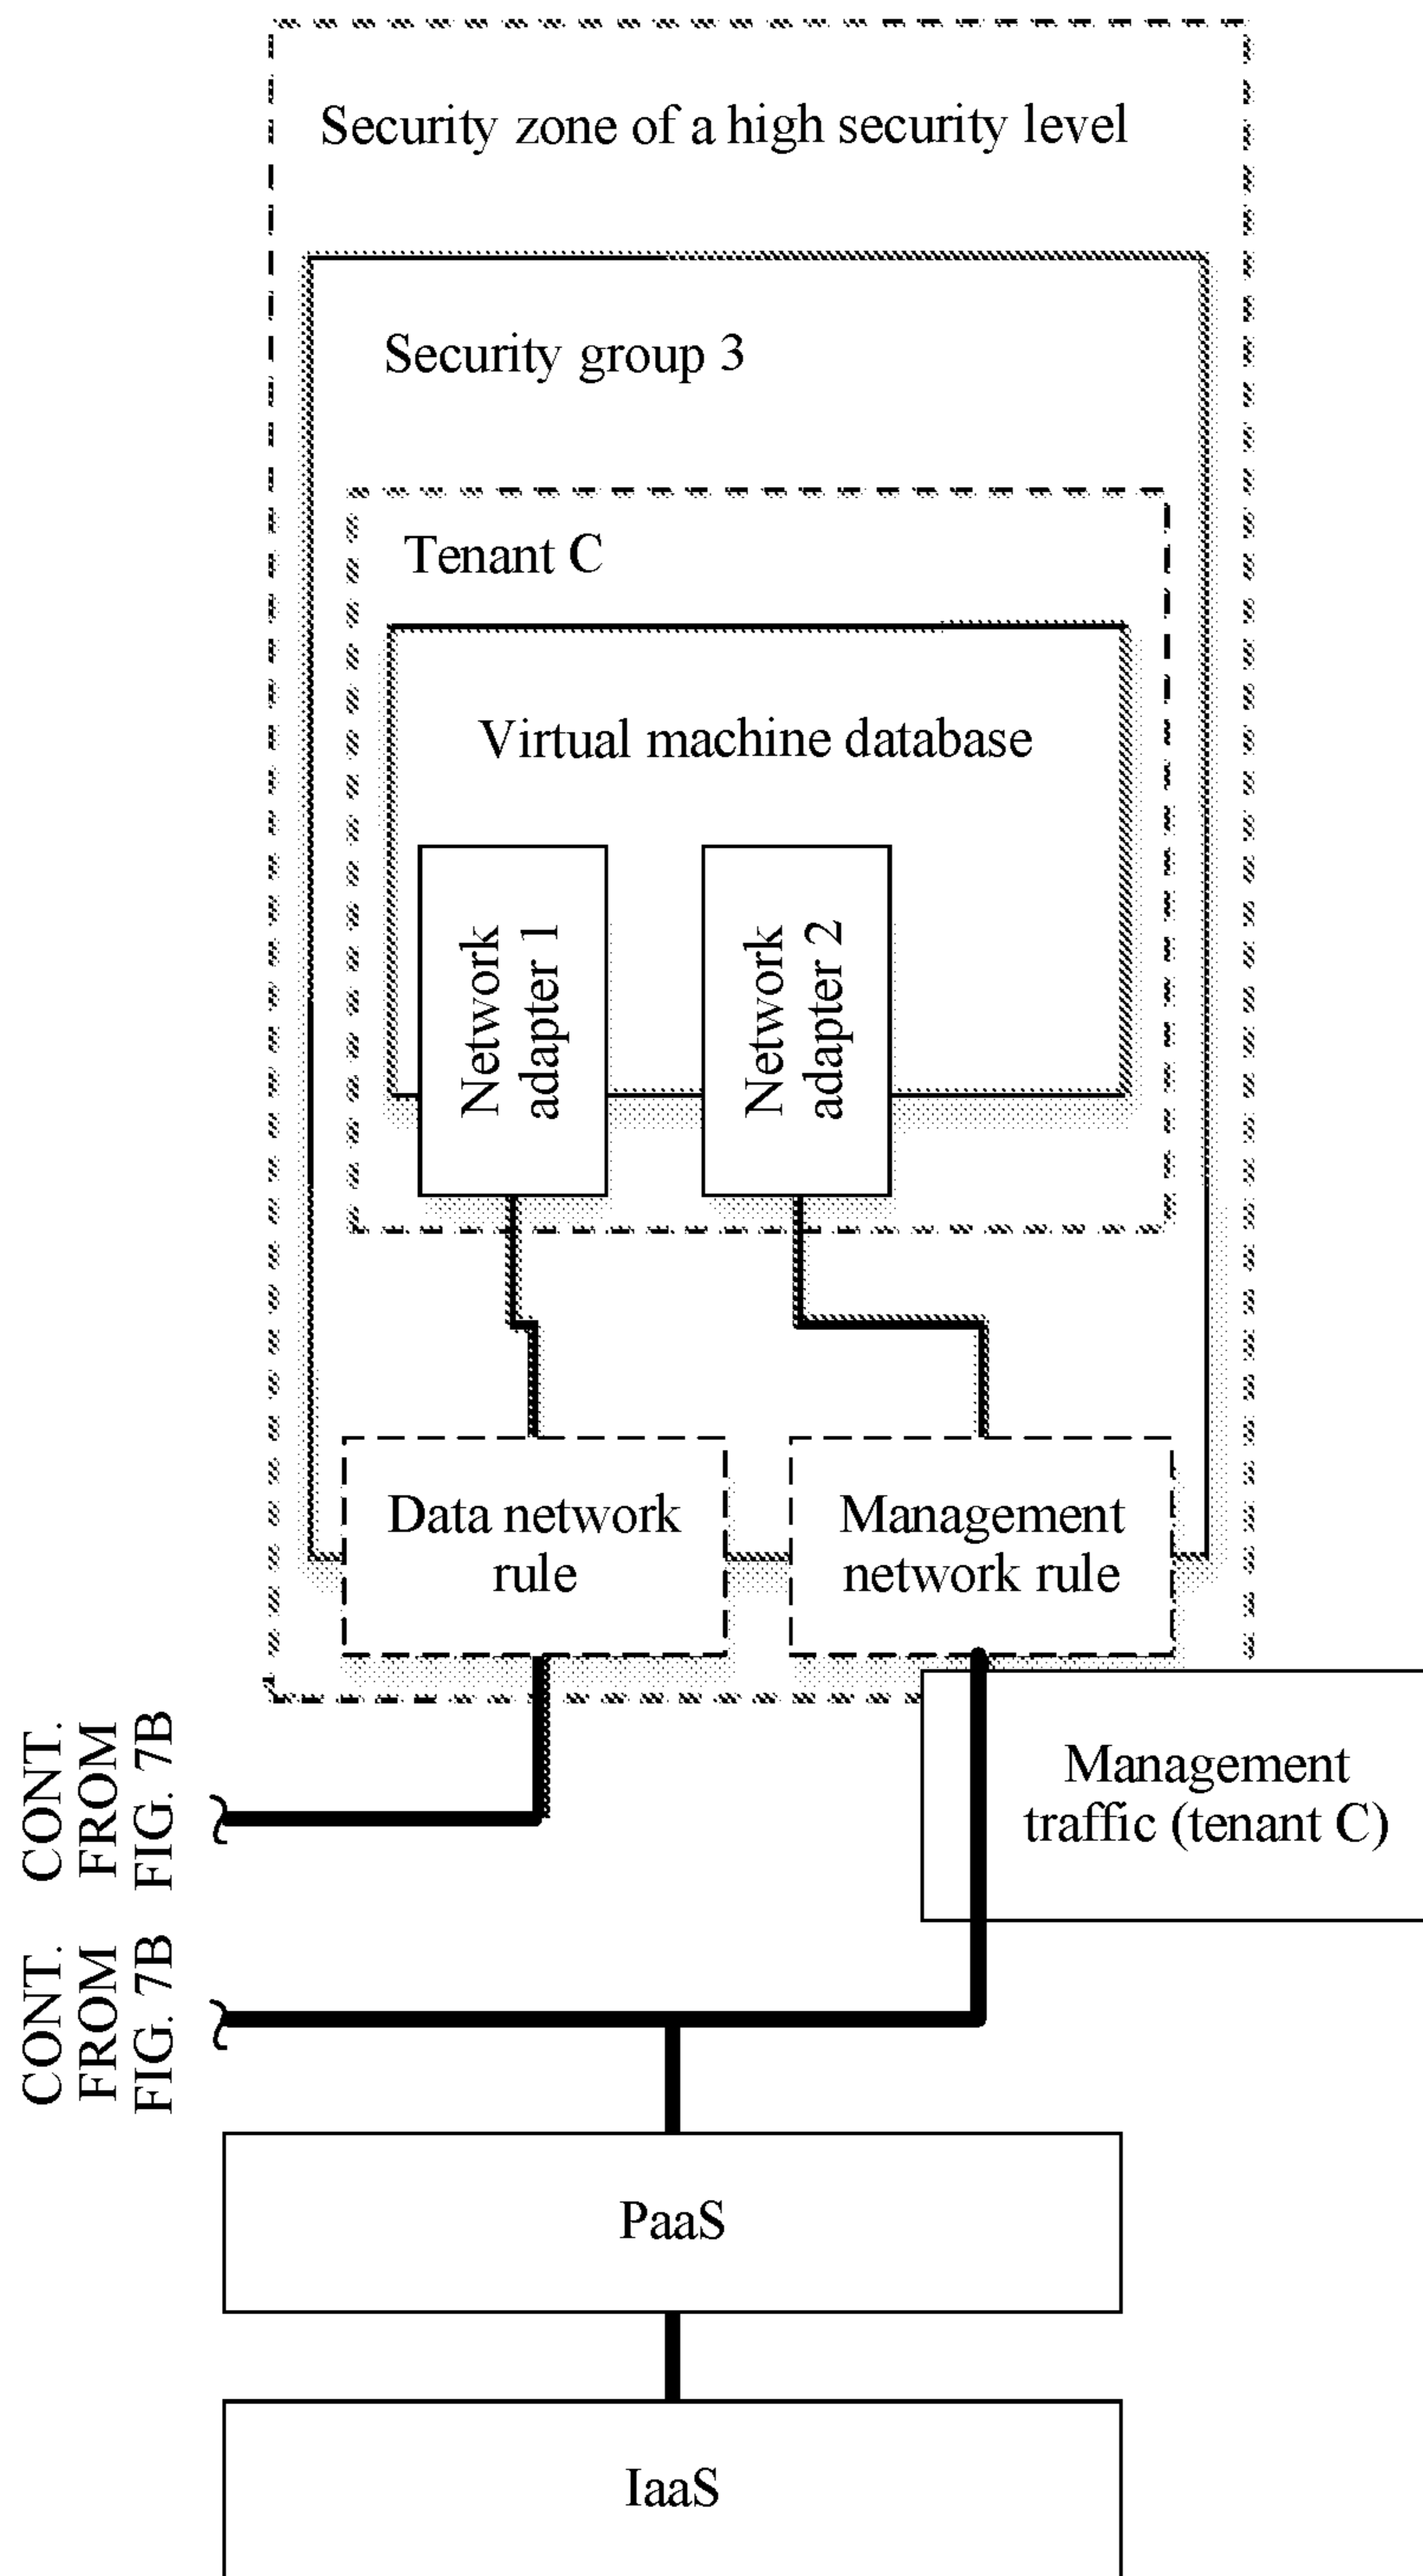 Security zone of a high security level
Security group 3
Tenant C
Virtual machine database
Network
adapter 1
Network
adapter 2
Data network
rule
Management
network rule
CONT.
FROM
FIG. 7B
Management
traffic (tenant C)
CONT.
FROM
FIG. 7B
PaaS
IaaS